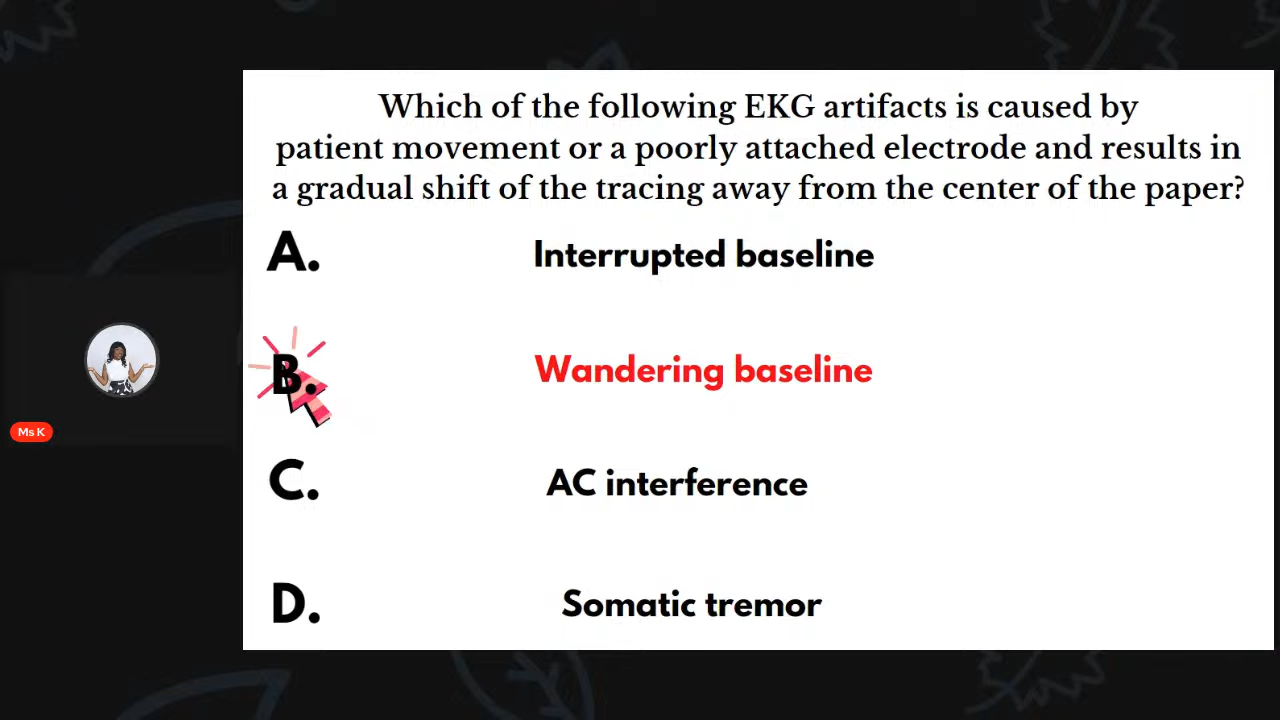 Which of the following EKG artifacts is caused by
patient movement or a poorly attached electrode and results in
a gradual shift of the tracing away from the center of the paper?
A. Interrupted baseline
B. Wandering baseline
C. AC interference
D. Somatic tremor
Ms K